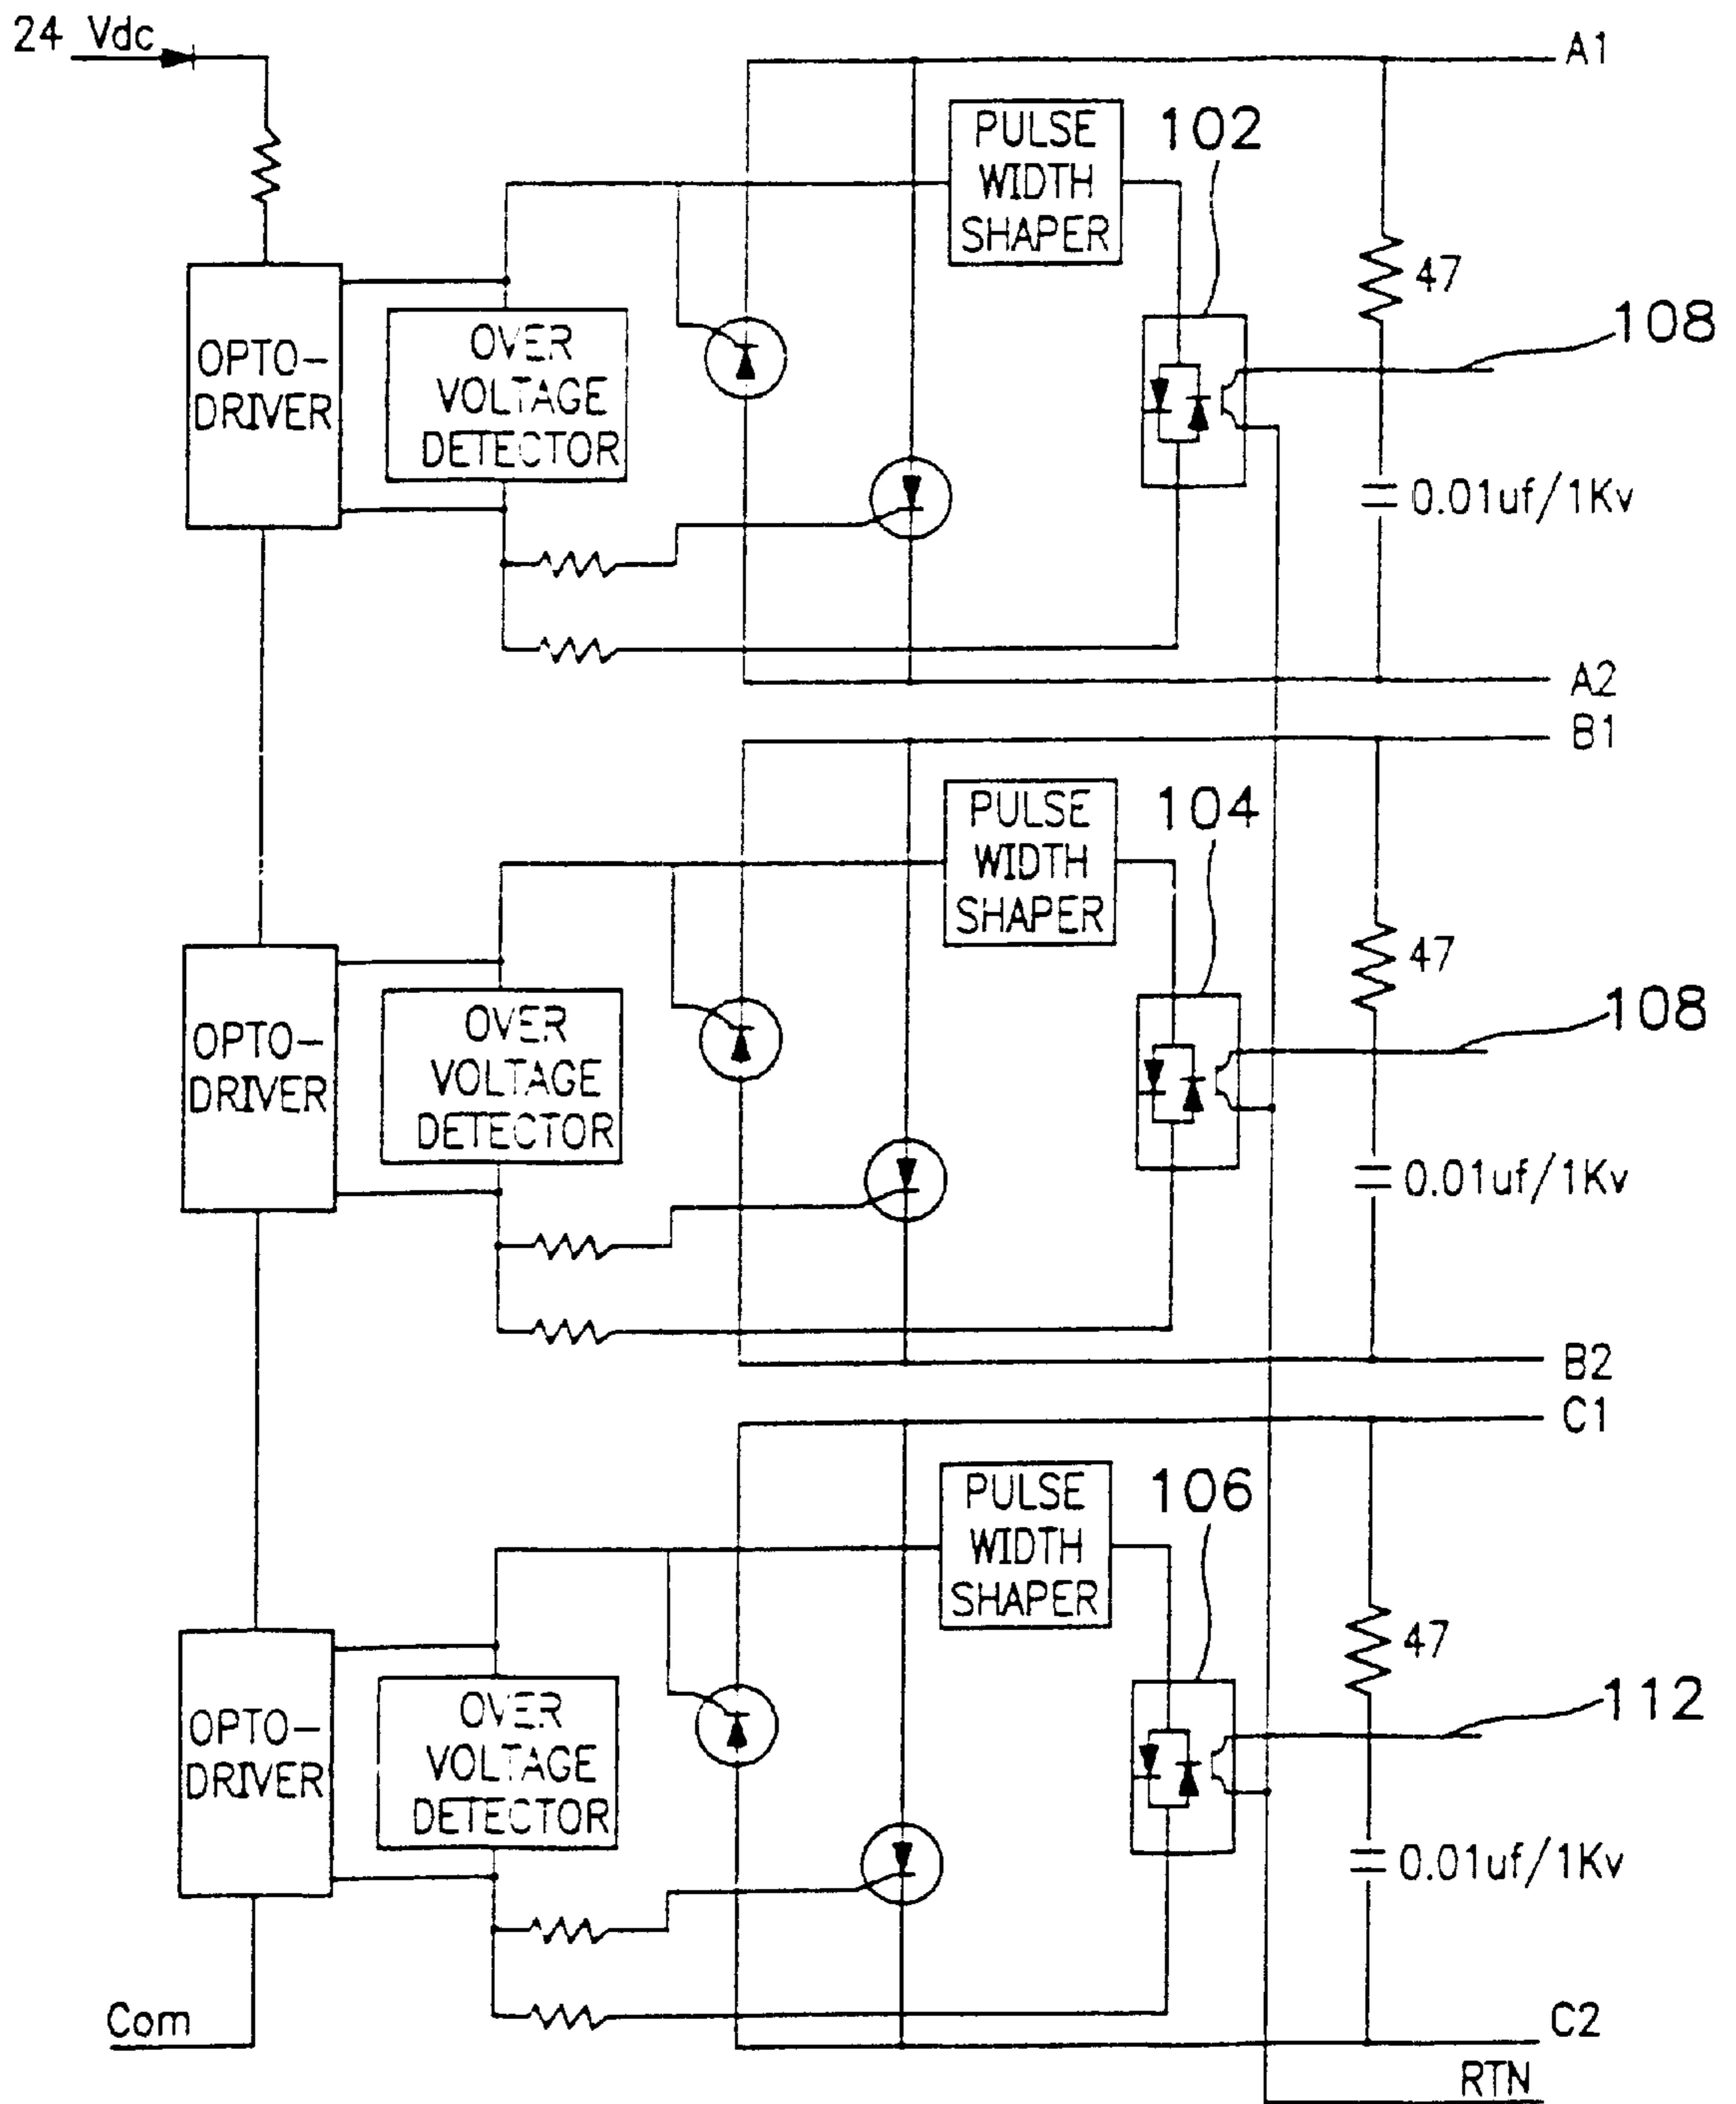 24 Vdc
A1
PULSE
WIDTH
SHAPER
102
47
108
OPTO-
DRIVER
OVER
VOLTAGE
DETECTOR
0.01uf/1Kv
A2
B1
PULSE
WIDTH
SHAPER
104
47
108
OPTO-
DRIVER
OVER
VOLTAGE
DETECTOR
0.01uf/1Kv
B2
C1
PULSE
WIDTH
SHAPER
106
47
112
OPTO-
DRIVER
OVER
VOLTAGE
DETECTOR
0.01uf/1Kv
Com
C2
RTN